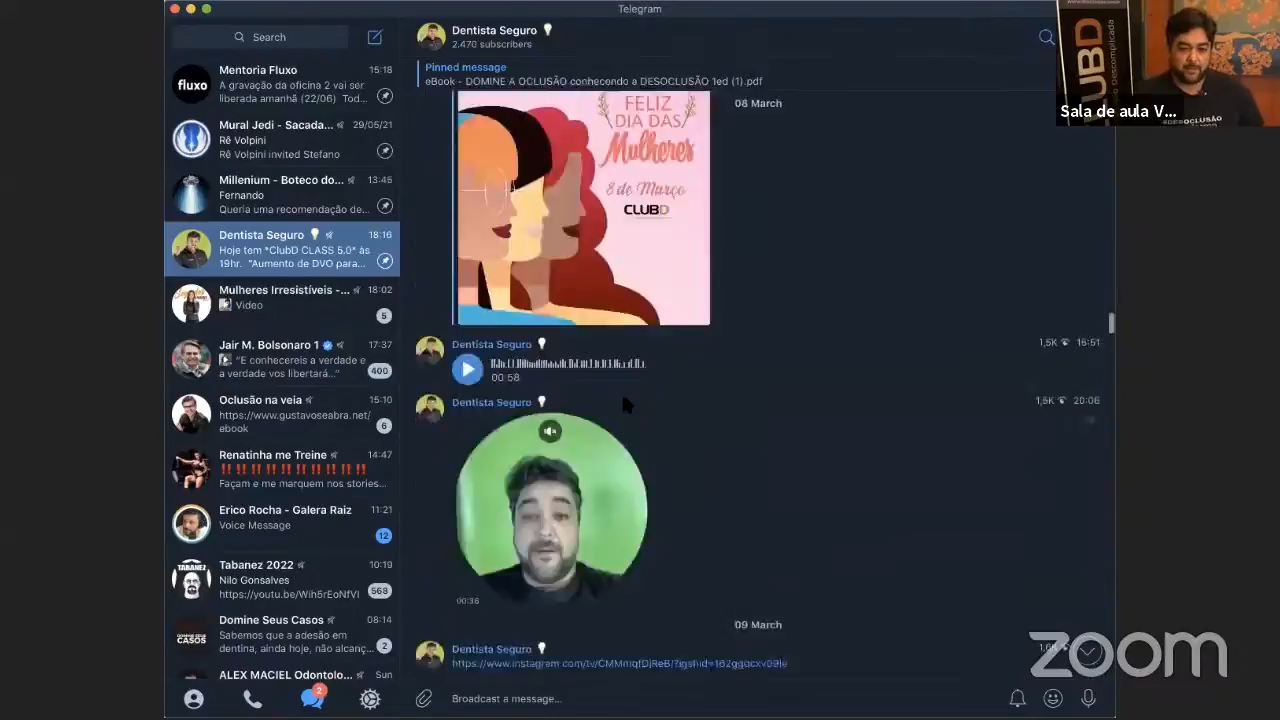 Telegram
Search
Mentoria Fluxo
15:18
A gravação da oficina 2 vai ser
liberada amanhã (22/06) Tod...
fluxo
Mural Jedi - Sacada...
29/05/21
Rê Volpini
Rê Volpini invited Stefano
Millenium - Boteco do...
13:45
Fernando
Queria uma recomendação de...
Dentista Seguro
18:16
Hoje tem *ClubD CLASS 5.0* às
19hr. "Aumento de DVO para...
Mulheres Irresistíveis -...
18:02
Video
5
Jair M. Bolsonaro 1
17:37
"E conhecereis a verdade e
a verdade vos libertará..."
400
Oclusão na veia
15:10
https://www.gustavoseabra.net/
ebook
6
Renatinha me Treine
14:47
Façam e me marquem nos stories...
Erico Rocha - Galera Raiz
11:21
Voice Message
12
TABANEZ
Tabanez 2022
10:19
Nilo Gonsalves
https://youtu.be/Wih5rEoNfVI
568
DOMINE SEUS
CASOS
Domine Seus Casos
08:14
Sabemos que a adesão em
dentina, ainda hoje, não alcanç...
2
ALEX MACIEL Odontolo...
Sun
2
Dentista Seguro
2.470 subscribers
Pinned message
eBook - DOMINE A OCLUSÃO conhecendo a DESOCLUSÃO 1ed (1).pdf
08 March
FELIZ
DIA DAS
Mulheres
8 de Março
CLUBD
Dentista Seguro
1,5K
16:51
00:58
Dentista Seguro
1,5K
20:06
00:36
09 March
Dentista Seguro
Broadcast a message...
CLUBD
Descomplicada
Sala de aula V...
zoom